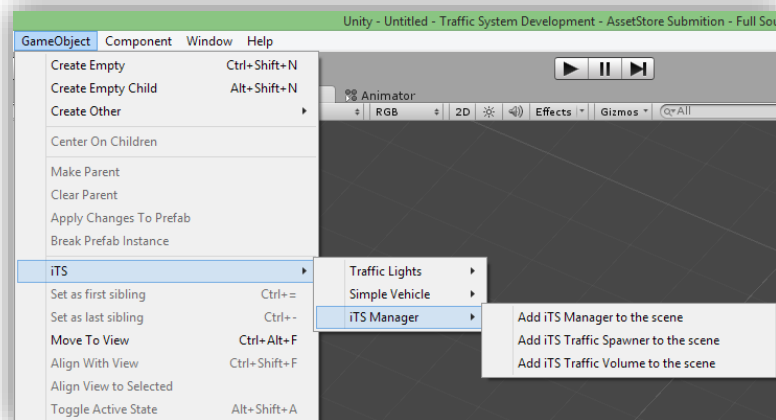 Unity - Untitled - Traffic System Development - AssetStore Submition - Full Sou
GameObject Component Window Help
Create Empty Ctrl+Shift+N
Create Empty Child Alt+Shift+N
Create Other
Animator
RGB 2D Effects Gizmos All
Center On Children
Make Parent
Clear Parent
Apply Changes To Prefab
Break Prefab Instance
iTS
Traffic Lights
Set as first sibling Ctrl+=
Simple Vehicle
Set as last sibling Ctrl+-
iTS Manager
Add iTS Manager to the scene
Move To View Ctrl+Alt+F
Add iTS Traffic Spawner to the scene
Align With View Ctrl+Shift+F
Add iTS Traffic Volume to the scene
Align View to Selected
Toggle Active State Alt+Shift+A